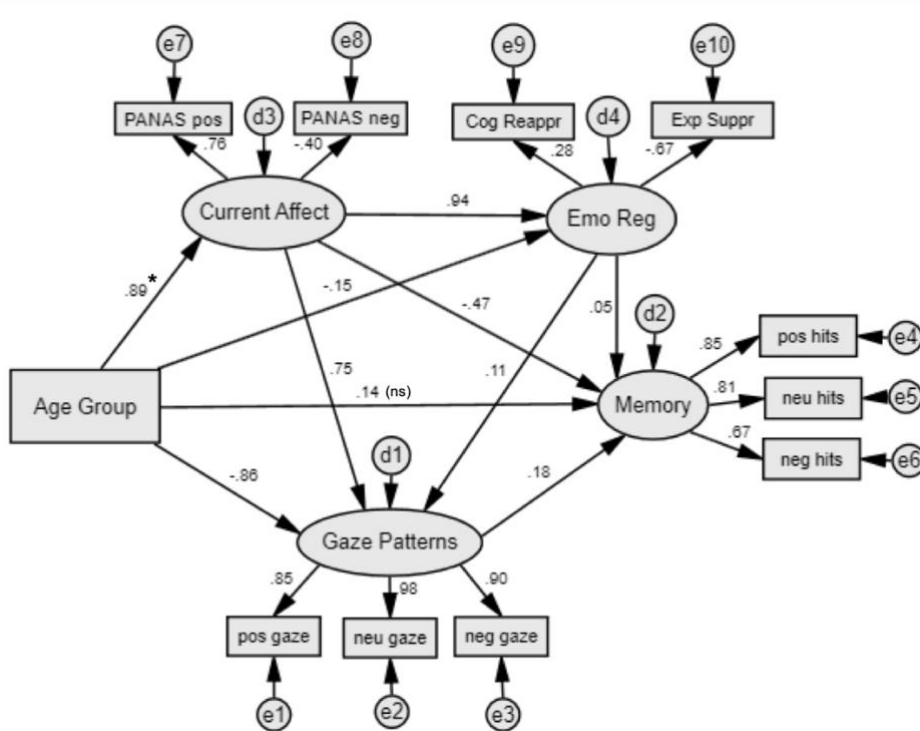 e7
e8
e9
e10
PANAS pos
d3
PANAS neg
Cog Reappr
d4
Exp Suppr
.76
-.40
.28
-.67
Current Affect
.94
Emo Reg
.89*
-.15
-.47
.05
d2
.85
pos hits
e4
.75
.11
.81
Age Group
.14 (ns)
Memory
neu hits
e5
.67
neg hits
e6
d1
-.86
.18
Gaze Patterns
.85
.98
.90
pos gaze
neu gaze
neg gaze
e1
e2
e3